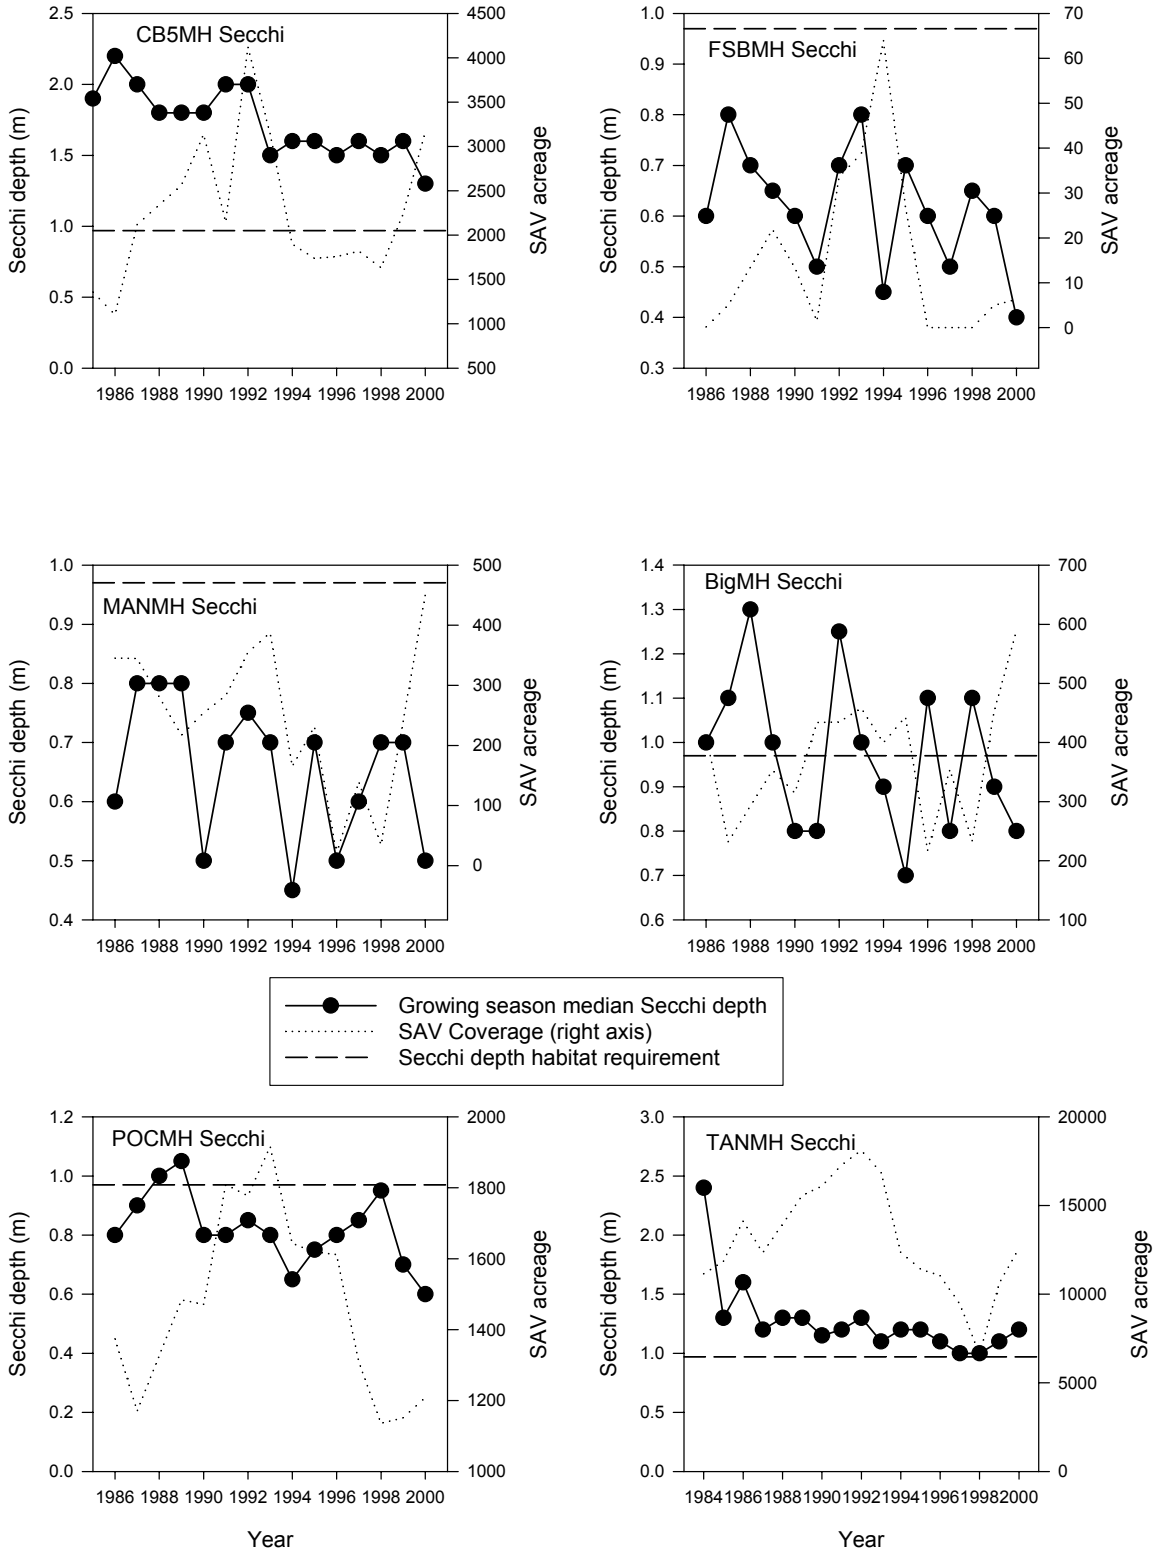 CB5MH Secchi
Secchi depth (m)
2.5
2.0
1.5
1.0
0.5
0.0
4500
4000
3500
3000
2500
2000
1500
1000
500
SAV acreage
1986 1988 1990 1992 1994 1996 1998 2000
FSBMH Secchi
Secchi depth (m)
1.0
0.9
0.8
0.7
0.6
0.5
0.4
0.3
70
60
50
40
30
20
10
0
SAV acreage
1986 1988 1990 1992 1994 1996 1998 2000
MANMH Secchi
Secchi depth (m)
1.0
0.9
0.8
0.7
0.6
0.5
0.4
500
400
300
200
100
0
SAV acreage
1986 1988 1990 1992 1994 1996 1998 2000
BigMH Secchi
Secchi depth (m)
1.4
1.3
1.2
1.1
1.0
0.9
0.8
0.7
0.6
700
600
500
400
300
200
100
SAV acreage
1986 1988 1990 1992 1994 1996 1998 2000
Growing season median Secchi depth
SAV Coverage (right axis)
Secchi depth habitat requirement
POCMH Secchi
Secchi depth (m)
1.2
1.0
0.8
0.6
0.4
0.2
0.0
2000
1800
1600
1400
1200
1000
SAV acreage
1986 1988 1990 1992 1994 1996 1998 2000
Year
TANMH Secchi
Secchi depth (m)
3.0
2.5
2.0
1.5
1.0
0.5
0.0
20000
15000
10000
5000
0
SAV acreage
1984 1986 1988 1990 1992 1994 1996 1998 2000
Year